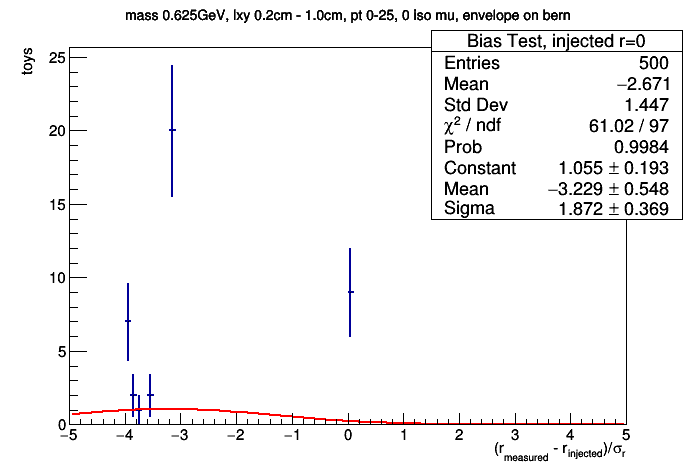 mass 0.625GeV, lxy 0.2cm - 1.0cm, pt 0-25, 0 Iso mu, envelope on bern
Bias Test, injected r=0
Entries 500
Mean −2.671
Std Dev 1.447
χ² / ndf 61.02 / 97
Prob 0.9984
Constant 1.055 ± 0.193
Mean −3.229 ± 0.548
Sigma 1.872 ± 0.369
toys
25
20
15
10
5
0
−5 −4 −3 −2 −1 0 1 2 3 4 5
(r_measured - r_injected)/σ_r